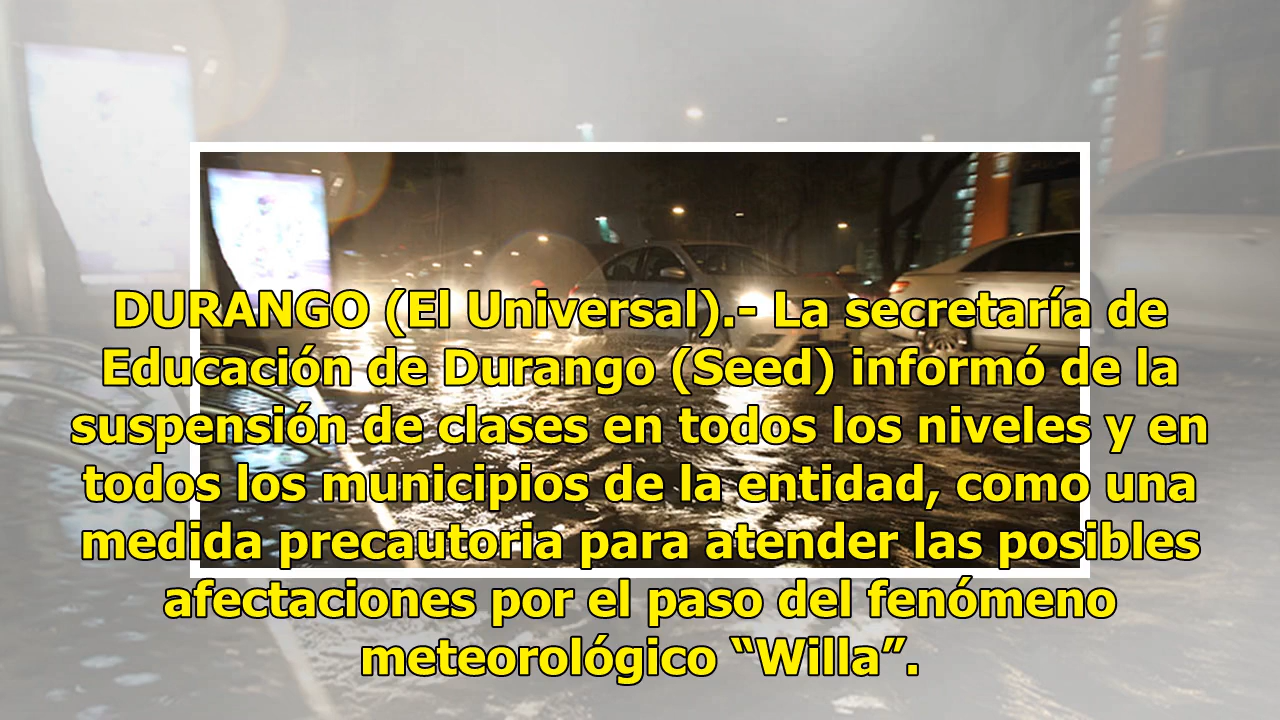 DURANGO (El Universal).- La secretaría de
Educación de Durango (Seed) informó de la
suspensión de clases en todos los niveles y en
todos los municipios de la entidad, como una
medida precautoria para atender las posibles
afectaciones por el paso del fenómeno
meteorológico “Willa”.